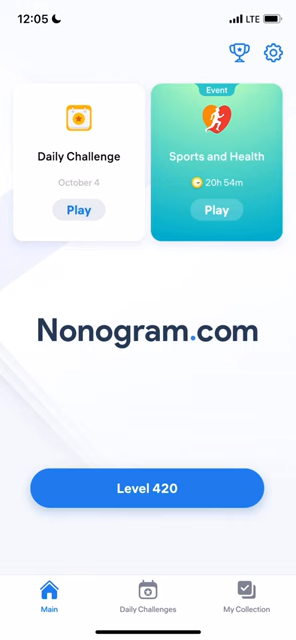 12:05
LTE
Event
Daily Challenge
October 4
Play
Sports and Health
20h 54m
Play
Nonogram.com
Level 420
Main
Daily Challenges
My Collection